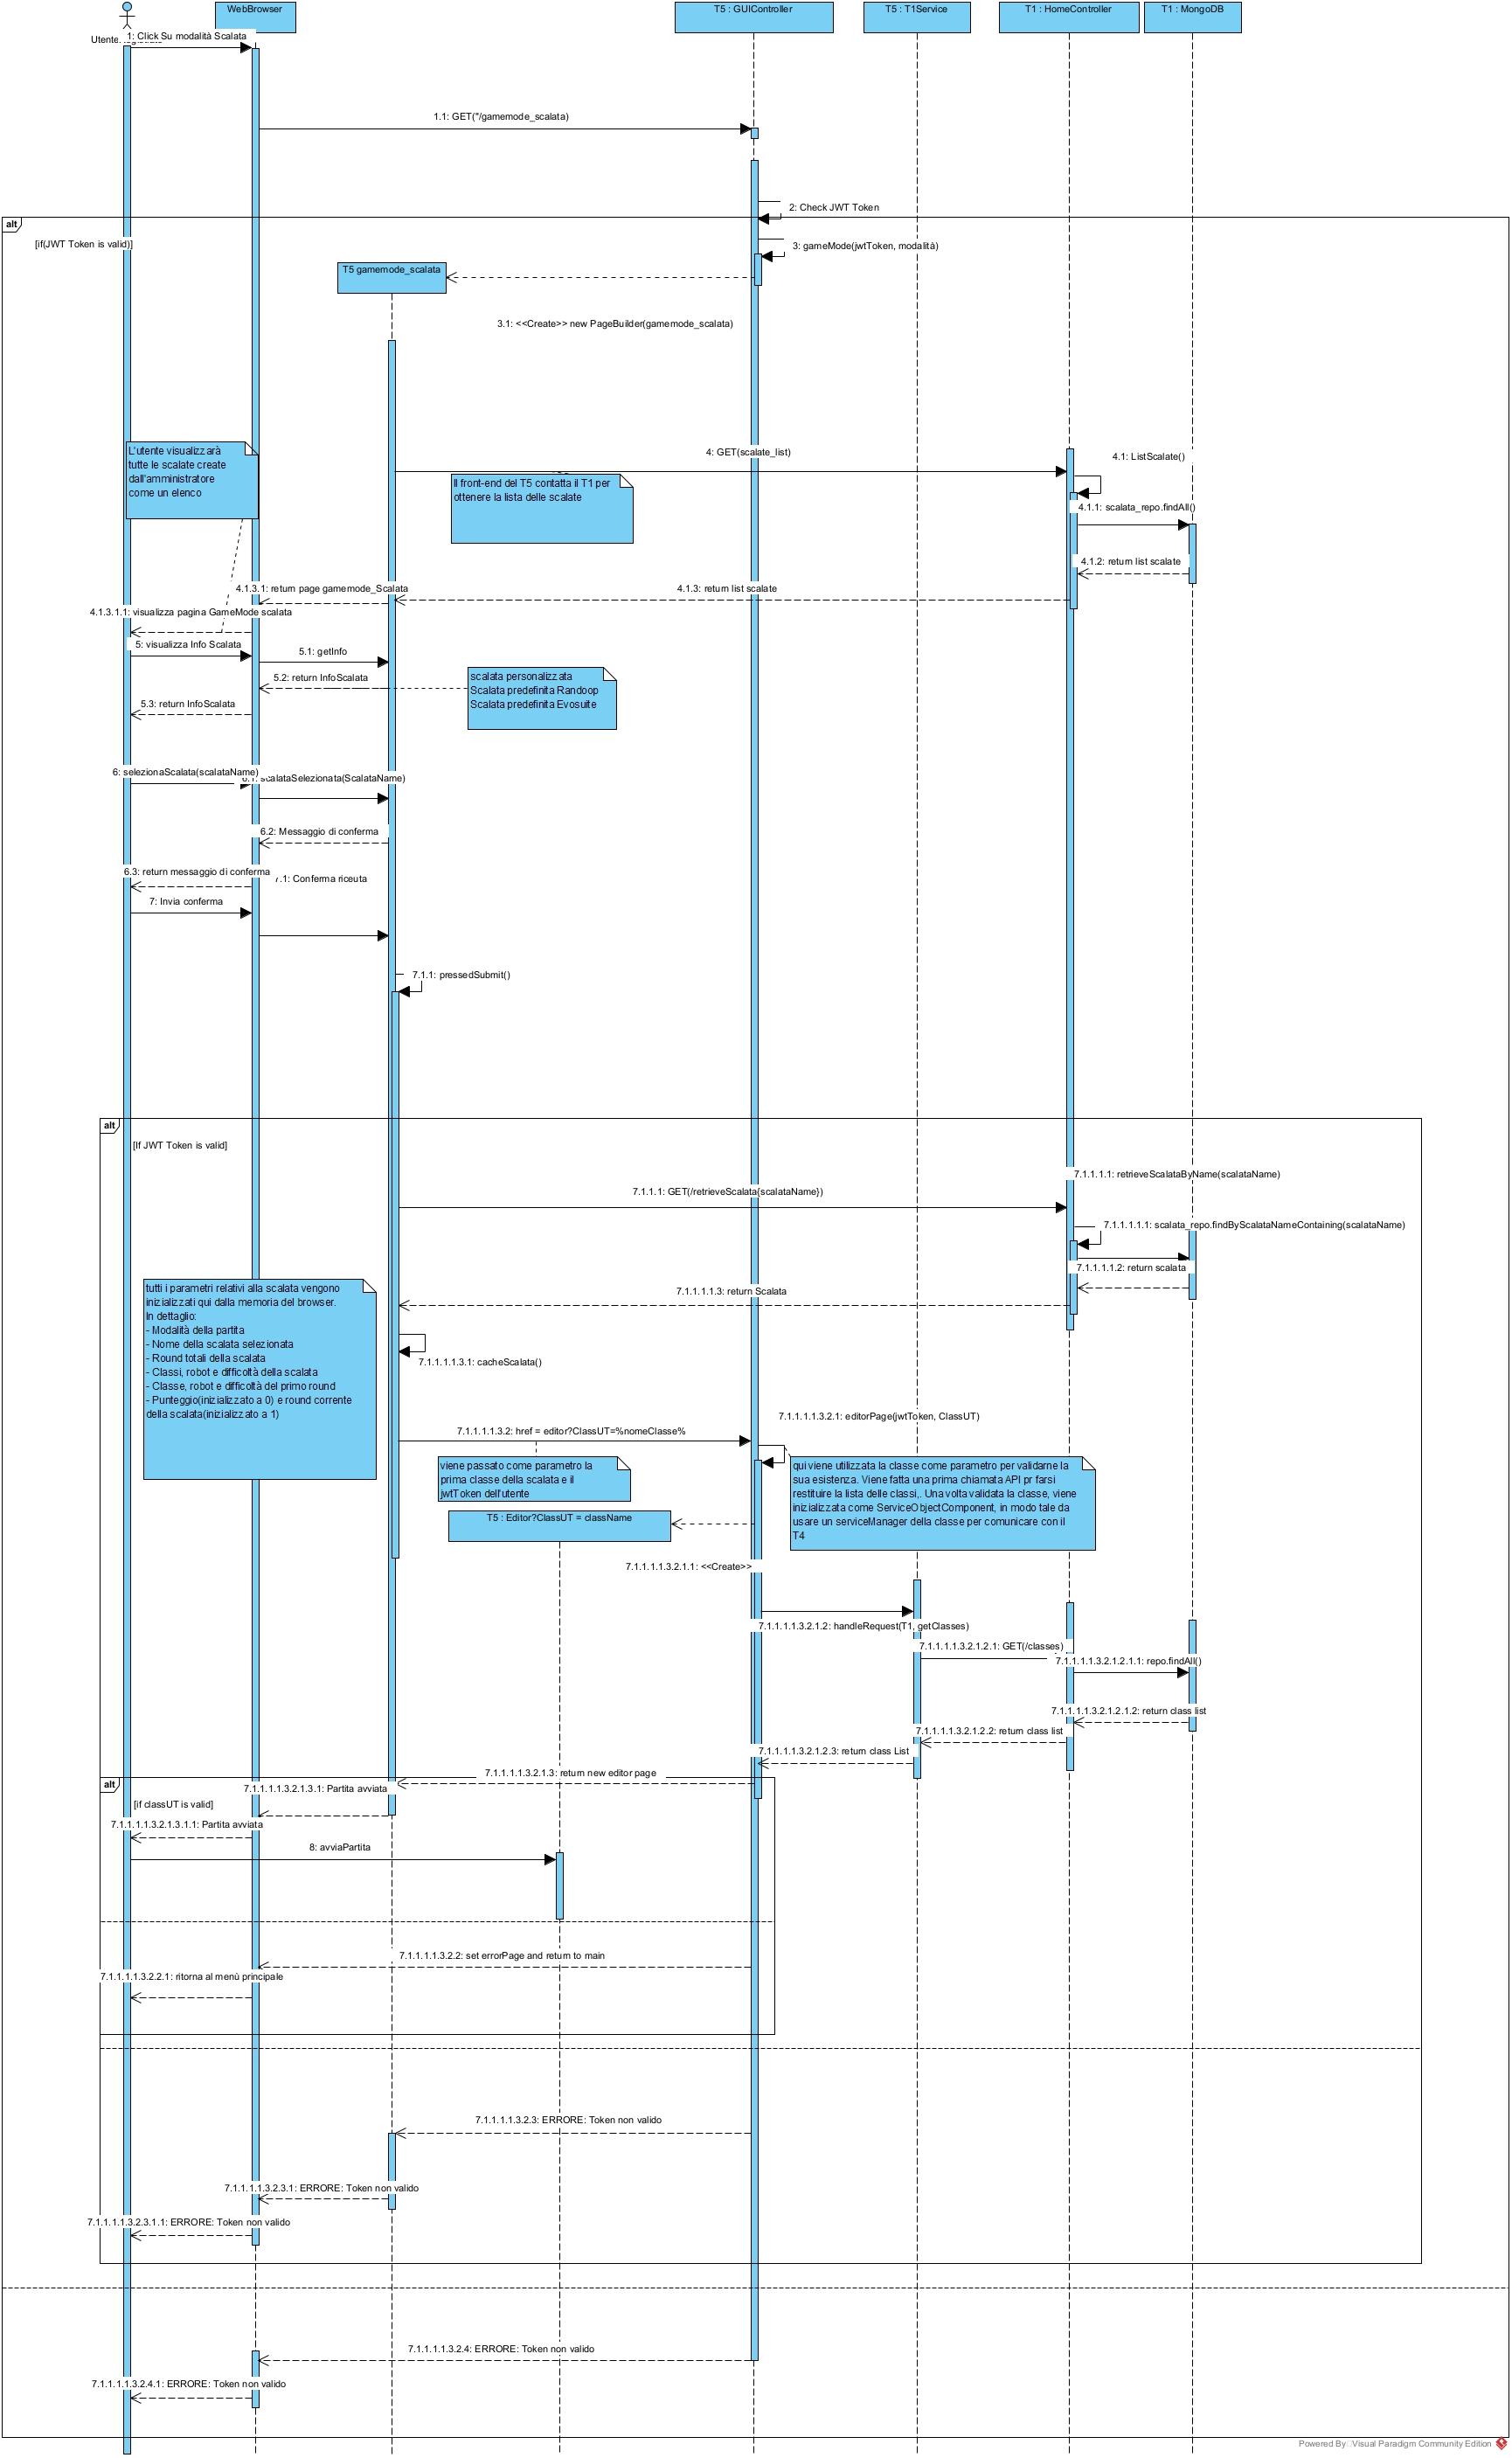 WebBrowser
T5 : GUIController
T5 : T1Service
T1 : HomeController
T1 : MongoDB
1: Click Su modalità Scalata
1.1: GET("/gamemode_scalata)
2: Check JWT Token
alt
[if(JWT Token is valid)]
3: gameMode(jwtToken, modalità)
T5 gamemode_scalata
3.1: <<Create>> new PageBuilder(gamemode_scalata)
L'utente visualizzarà
tutte le scalate create
dall'amministratore
come un elenco
4: GET(scalate_list)
4.1: ListScalate()
Il front-end del T5 contatta il T1 per
ottenere la lista delle scalate
4.1.1: scalata_repo.findAll()
4.1.2: return list scalate
4.1.3.1: return page gamemode_Scalata
4.1.3: return list scalate
4.1.3.1.1: visualizza pagina GameMode scalata
5: visualizza Info Scalata
5.1: getInfo
5.2: return InfoScalata
scalata personalizzata
Scalata predefinita Randoop
Scalata predefinita Evosuite
5.3: return InfoScalata
6: selezionaScalata(scalataName)
6.1: scalataSelezionata(ScalataName)
6.2: Messaggio di conferma
6.3: return messaggio di conferma
7.1: Conferma riceuta
7: Invia conferma
7.1.1: pressedSubmit()
alt
[If JWT Token is valid]
7.1.1.1.1: retrieveScalataByName(scalataName)
7.1.1.1: GET(/retrieveScalata{scalataName})
7.1.1.1.1.1: scalata_repo.findByScalataNameContaining(scalataName)
7.1.1.1.1.2: return scalata
7.1.1.1.1.3: return Scalata
tutti i parametri relativi alla scalata vengono
inizializzati qui dalla memoria del browser.
In dettaglio:
- Modalità della partita
- Nome della scalata selezionata
- Round totali della scalata
- Classi, robot e difficoltà della scalata
- Classe, robot e difficoltà del primo round
- Punteggio(inizializzato a 0) e round corrente
della scalata(inizializzato a 1)
7.1.1.1.1.3.1: cacheScalata()
7.1.1.1.1.3.2.1: editorPage(jwtToken, ClassUT)
7.1.1.1.1.3.2: href = editor?ClassUT=%nomeClasse%
viene passato come parametro la
prima classe della scalata e il
jwtToken dell'utente
qui viene utilizzata la classe come parametro per validarne la
sua esistenza. Viene fatta una prima chiamata API pr farsi
restituire la lista delle classi,. Una volta validata la classe, viene
inizializzata come ServiceObjectComponent, in modo tale da
usare un serviceManager della classe per comunicare con il
T4
T5 : Editor?ClassUT = className
7.1.1.1.1.3.2.1.1: <<Create>>
7.1.1.1.1.3.2.1.2: handleRequest(T1, getClasses)
7.1.1.1.1.3.2.1.2.1: GET(/classes)
7.1.1.1.1.3.2.1.2.1.1: repo.findAll()
7.1.1.1.1.3.2.1.2.1.2: return class list
7.1.1.1.1.3.2.1.2.2: return class list
7.1.1.1.1.3.2.1.2.3: return class List
7.1.1.1.1.3.2.1.3: return new editor page
alt
7.1.1.1.1.3.2.1.3.1: Partita avviata
[if classUT is valid]
7.1.1.1.1.3.2.1.3.1.1: Partita avviata
8: avviaPartita
7.1.1.1.1.3.2.2: set errorPage and return to main
7.1.1.1.1.3.2.2.1: ritorna al menù principale
7.1.1.1.1.3.2.3: ERRORE: Token non valido
7.1.1.1.1.3.2.3.1: ERRORE: Token non valido
7.1.1.1.1.3.2.3.1.1: ERRORE: Token non valido
7.1.1.1.1.3.2.4: ERRORE: Token non valido
7.1.1.1.1.3.2.4.1: ERRORE: Token non valido
Powered By Visual Paradigm Community Edition